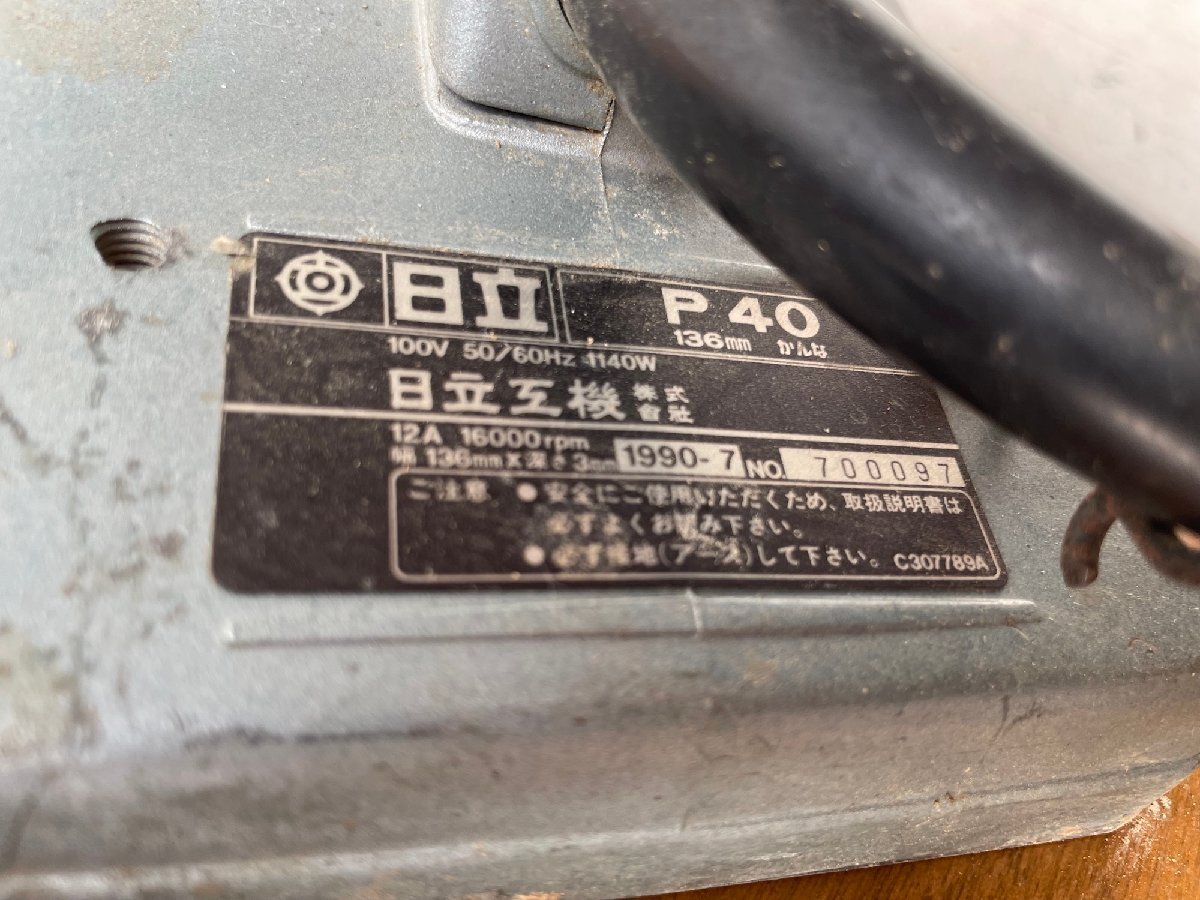 日立 P 40
136mm かんな
100V 50/60Hz 1140W
日立工機 株式会社
12A 16000rpm
幅 136mm×深さ3mm 1990-7 NO. 700097
ご注意 ● 安全にご使用いただくため、取扱説明書は
必ずよくお読み下さい。
● 必ず接地(アース)して下さい。 C307789A